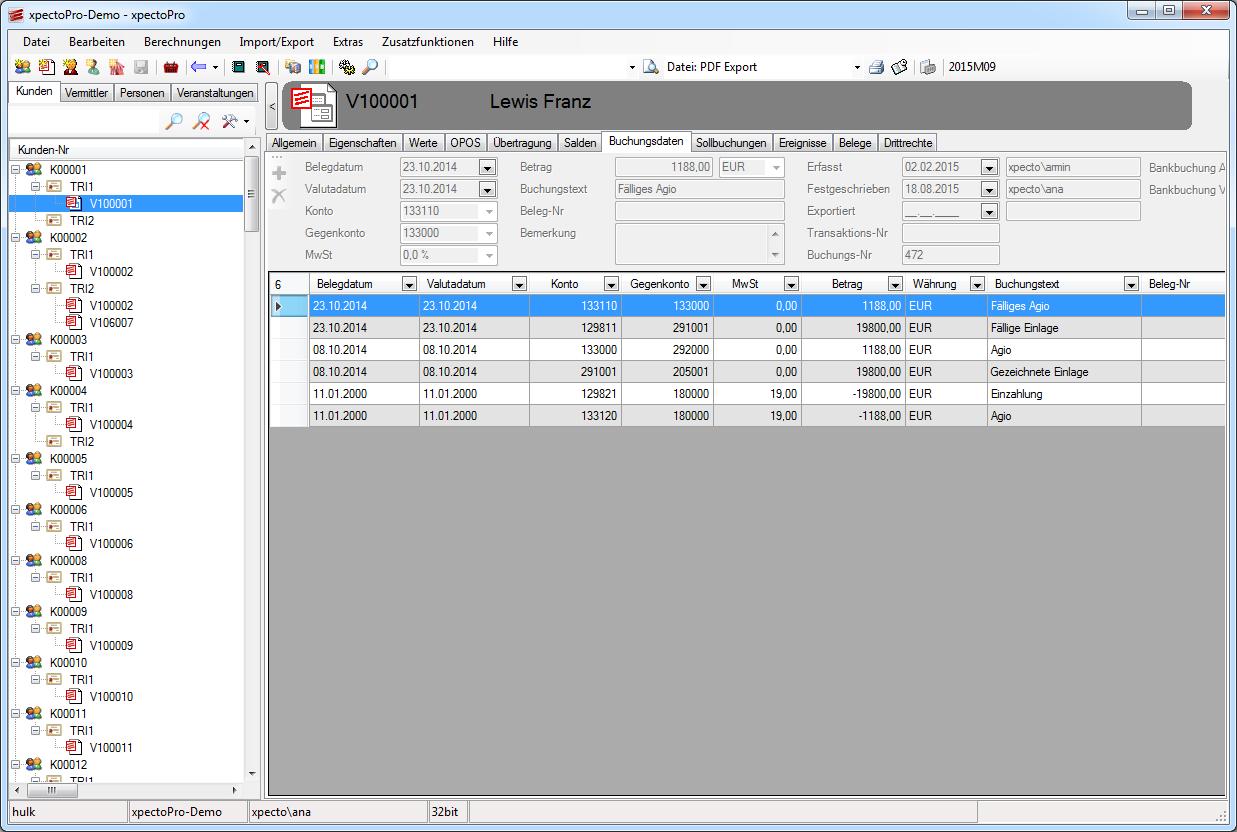 xpectoPro-Demo - xpectoPro
Datei Bearbeiten Berechnungen Import/Export Extras Zusatzfunktionen Hilfe
Datei: PDF Export 2015M09
Kunden Vermittler Personen Veranstaltungen
Kunden-Nr
K00001
TRI1
V100001
TRI2
K00002
TRI1
V100002
TRI2
V100002
V106007
K00003
TRI1
V100003
K00004
TRI1
V100004
TRI2
K00005
TRI1
V100005
K00006
TRI1
V100006
K00008
TRI1
V100008
K00009
TRI1
V100009
K00010
TRI1
V100010
K00011
TRI1
V100011
K00012
TRI1
<
V100001 Lewis Franz
Allgemein Eigenschaften Werte OPOS Übertragung Salden Buchungsdaten Sollbuchungen Ereignisse Belege Drittrechte
Belegdatum 23.10.2014 Betrag 1188,00 EUR Erfasst 02.02.2015 xpecto\armin Bankbuchung A
Valutadatum 23.10.2014 Buchungstext Fälliges Agio Festgeschrieben 18.08.2015 xpecto\ana Bankbuchung V
Konto 133110 Beleg-Nr Exportiert __.__.____
Gegenkonto 133000 Bemerkung Transaktions-Nr
MwSt 0,0 % Buchungs-Nr 472
6 Belegdatum Valutadatum Konto Gegenkonto MwSt Betrag Währung Buchungstext Beleg-Nr
23.10.2014 23.10.2014 133110 133000 0,00 1188,00 EUR Fälliges Agio
23.10.2014 23.10.2014 129811 291001 0,00 19800,00 EUR Fällige Einlage
08.10.2014 08.10.2014 133000 292000 0,00 1188,00 EUR Agio
08.10.2014 08.10.2014 291001 205001 0,00 19800,00 EUR Gezeichnete Einlage
11.01.2000 11.01.2000 129821 180000 19,00 -19800,00 EUR Einzahlung
11.01.2000 11.01.2000 133120 180000 19,00 -1188,00 EUR Agio
hulk xpectoPro-Demo xpecto\ana 32bit